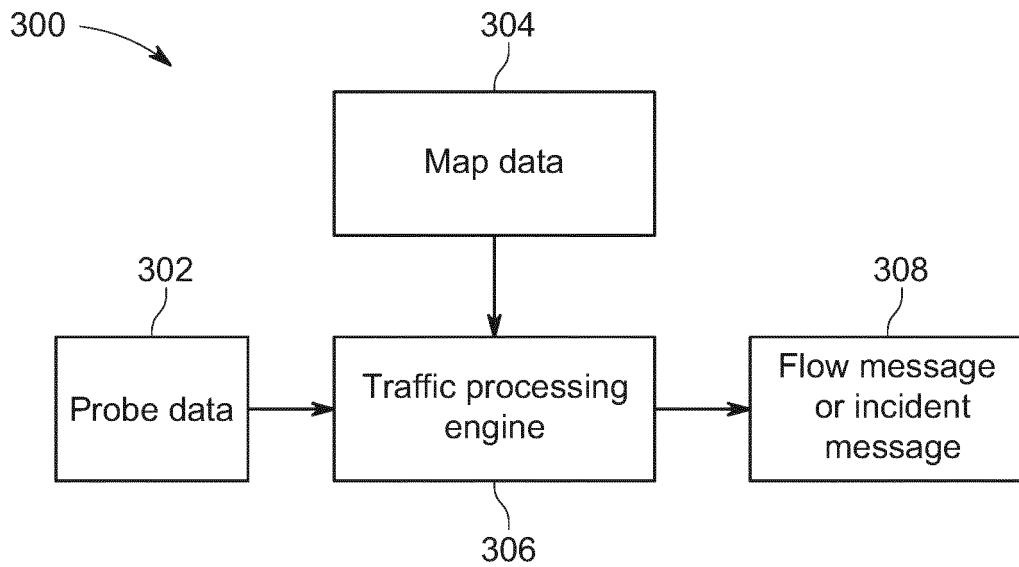 300
304
Map data
302
308
Probe data
Traffic processing
engine
Flow message
or incident
message
306